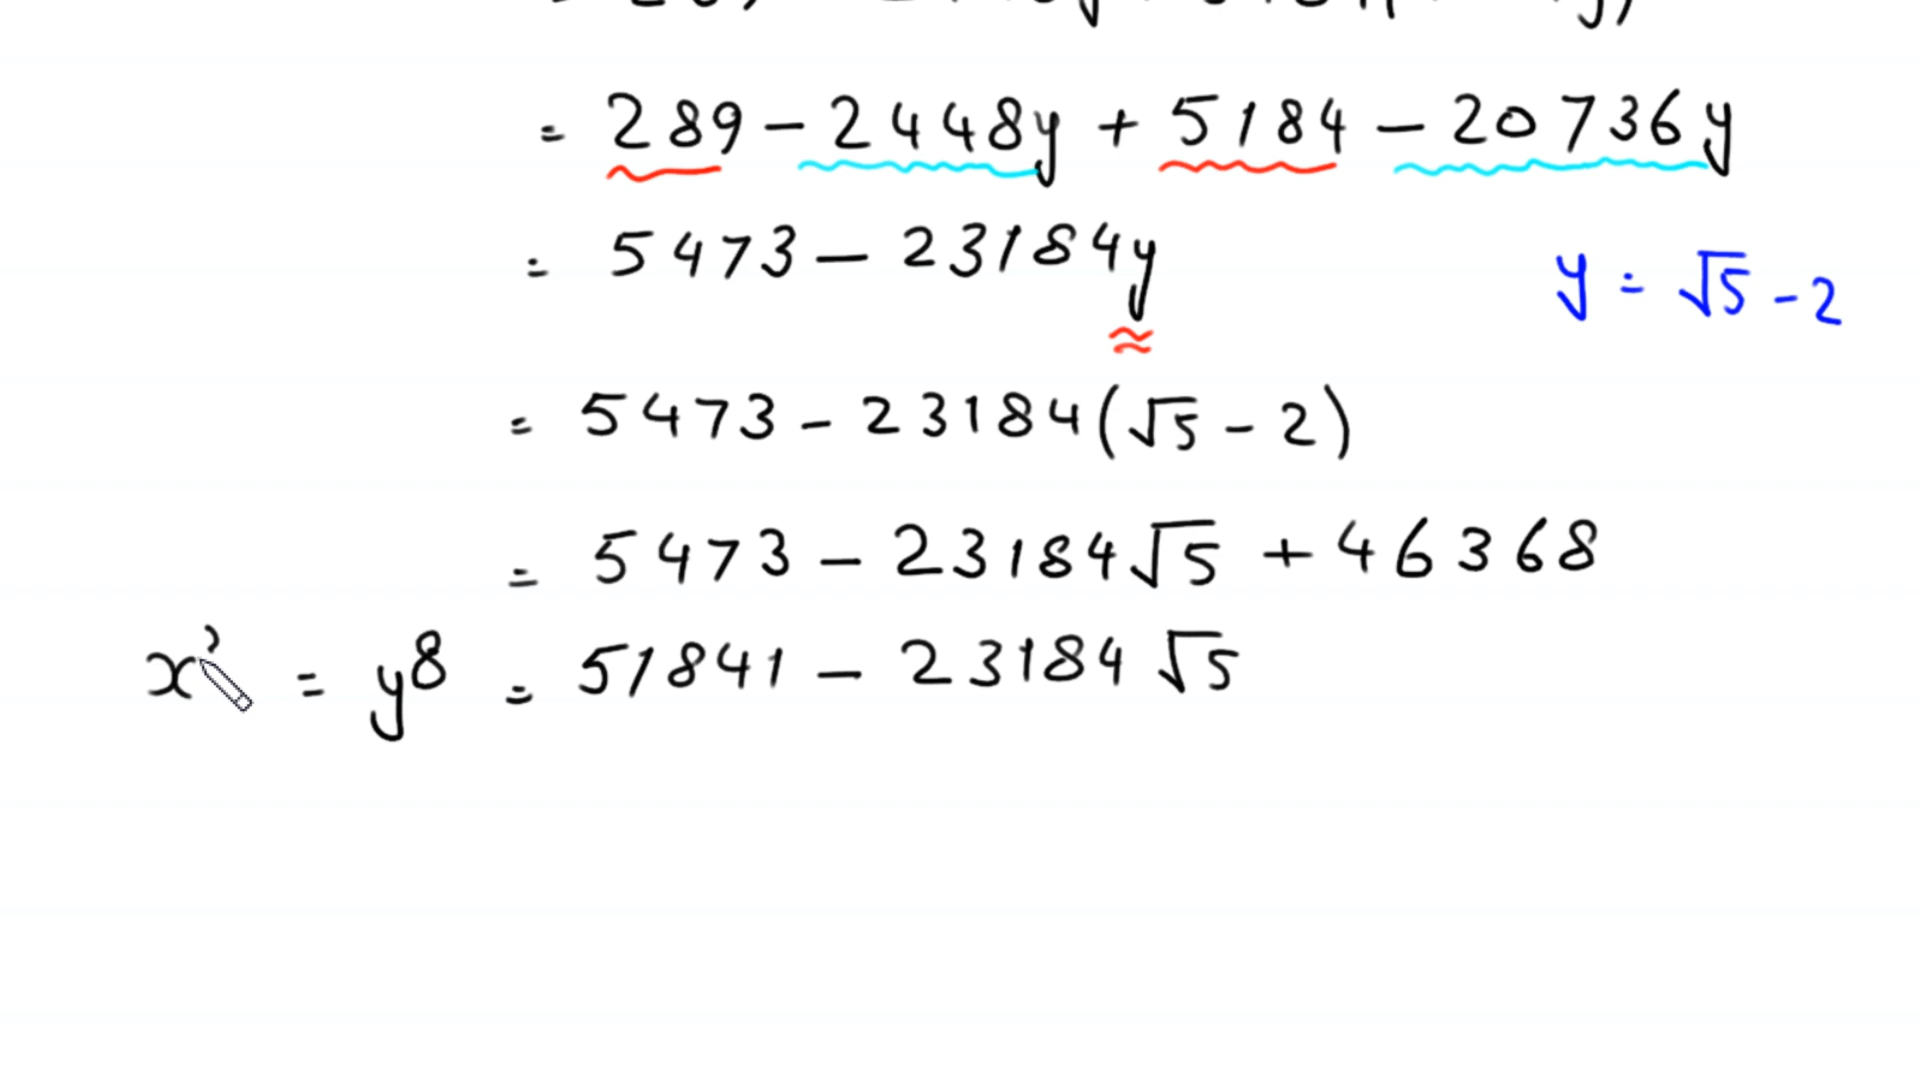 = 289 - 2448y + 5184 - 20736y
= 5473 - 23184y
y = √5 - 2
= 5473 - 23184(√5 - 2)
= 5473 - 23184√5 + 46368
= y⁸ = 51841 - 23184√5